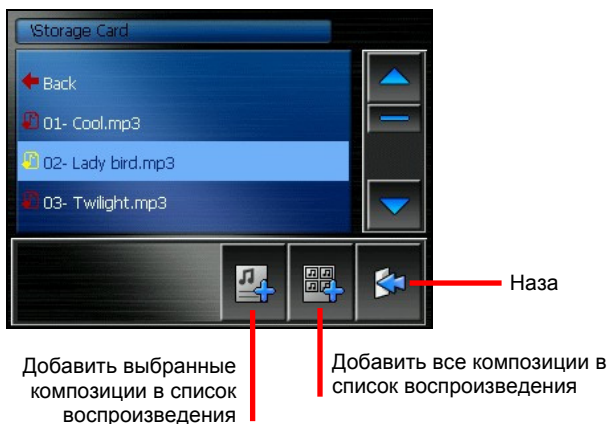 \Storage Card
Back
01- Cool.mp3
02- Lady bird.mp3
03- Twilight.mp3
Наза
Добавить выбранные
композиции в список
воспроизведения
Добавить все композиции в
список воспроизведения